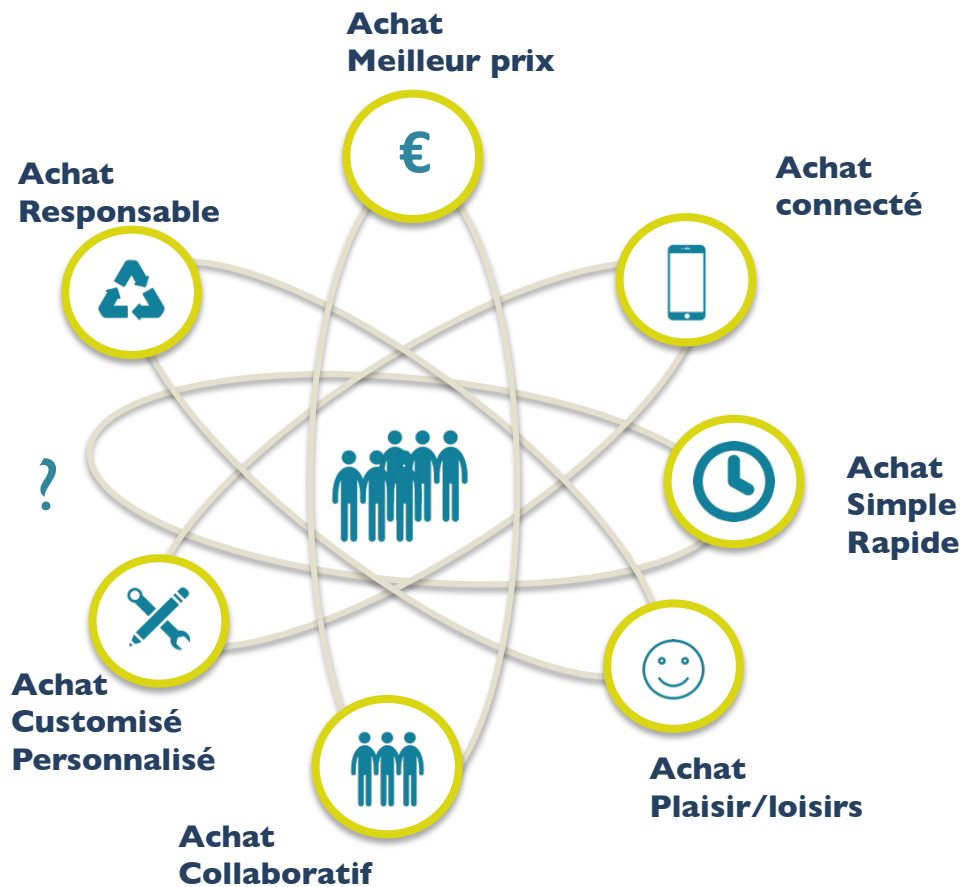 Achat
Meilleur prix
€
Achat
Responsable
Achat
connecté
?
Achat
Simple
Rapide
Achat
Customisé
Personnalisé
Achat
Plaisir/loisirs
Achat
Collaboratif